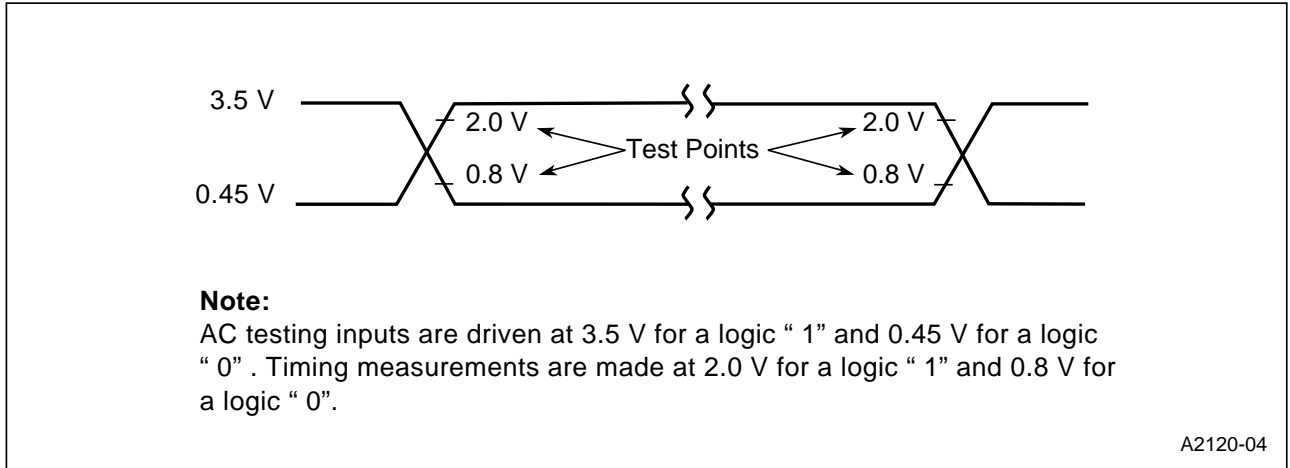 3.5 V
2.0 V
2.0 V
Test Points
0.8 V
0.8 V
0.45 V
Note:
AC testing inputs are driven at 3.5 V for a logic “ 1” and 0.45 V for a logic
“ 0” . Timing measurements are made at 2.0 V for a logic “ 1” and 0.8 V for
a logic “ 0”.
A2120-04